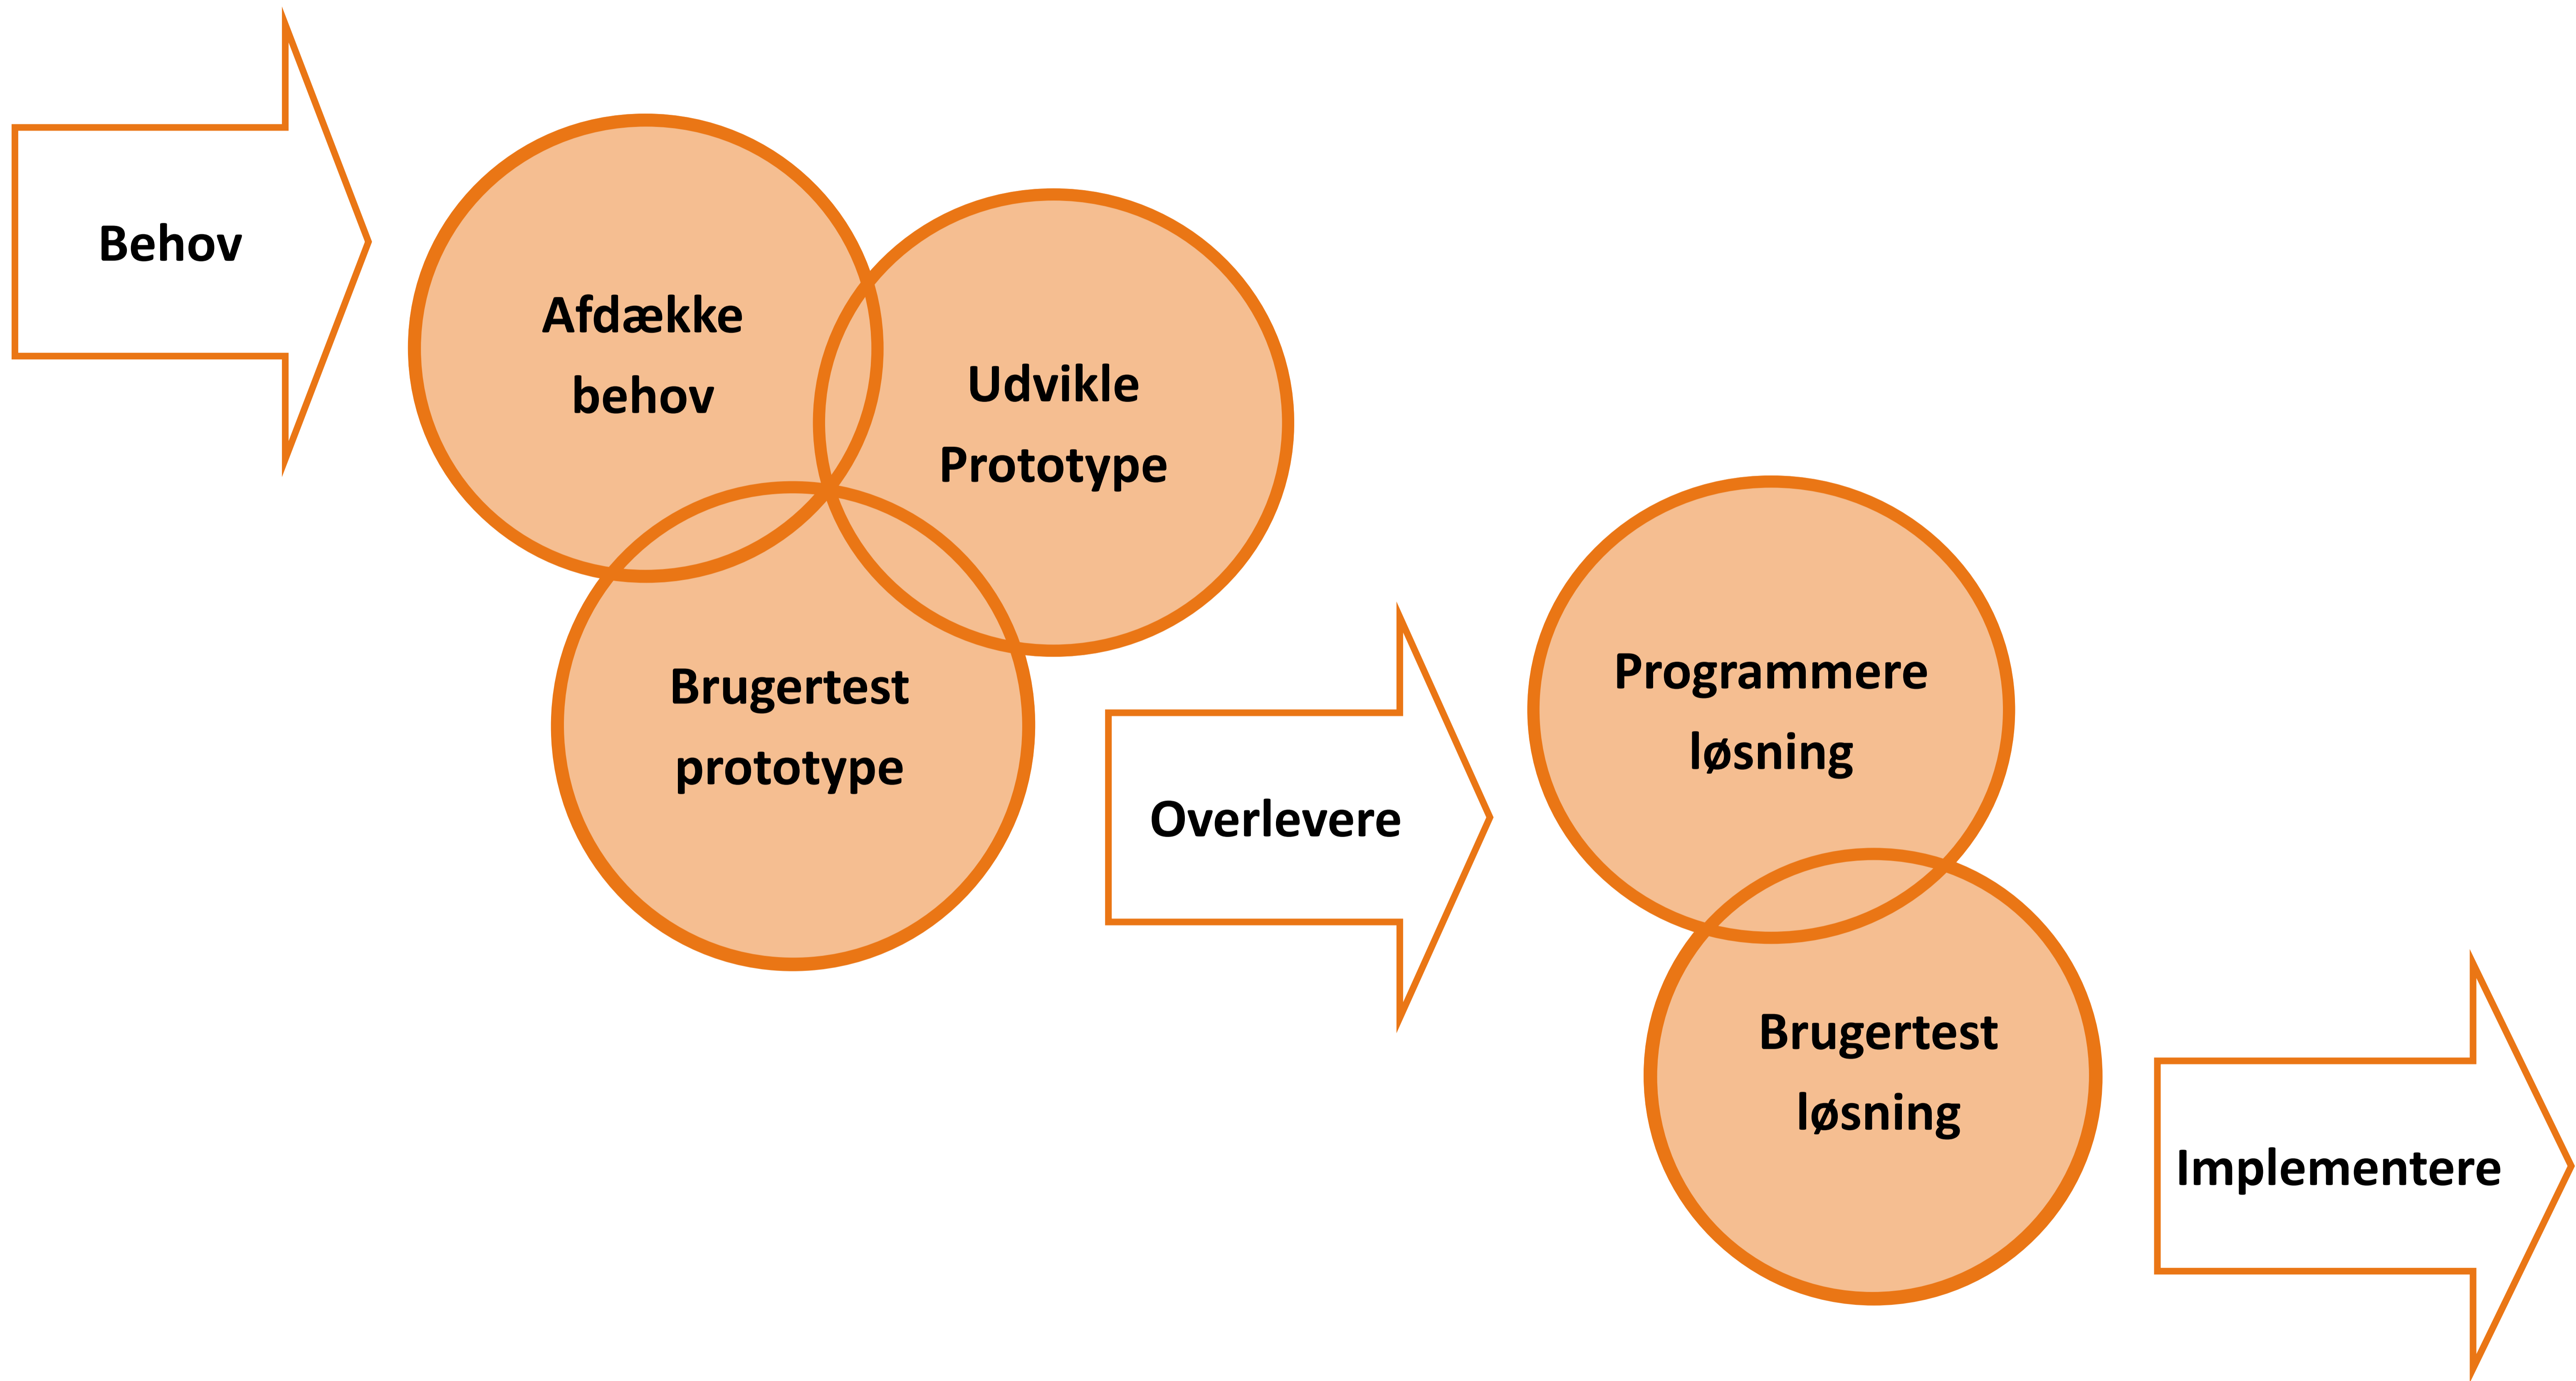 Behov
Afdække
behov
Udvikle
Prototype
Brugertest
prototype
Overlevere
Programmere
løsning
Brugertest
løsning
Implementere